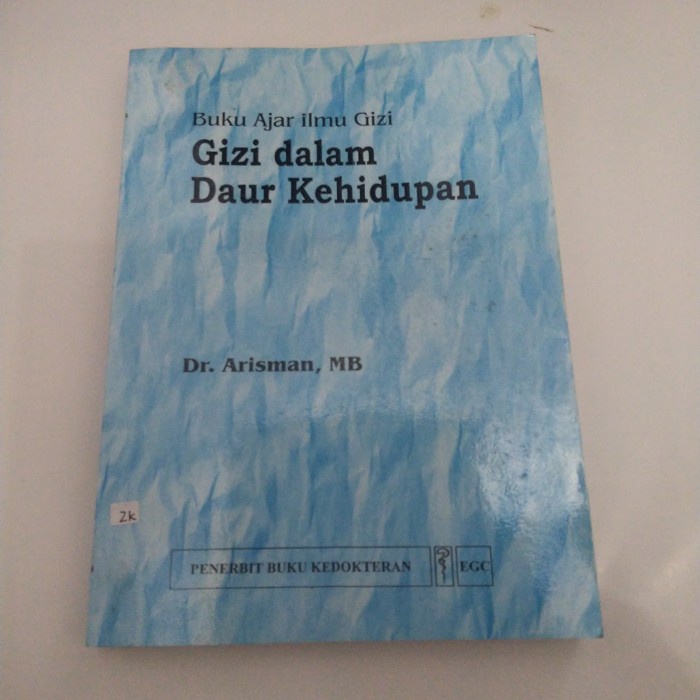 Buku Ajar ilmu Gizi
Gizi dalam
Daur Kehidupan
Dr. Arisman, MB
2K
PENERBIT BUKU KEDOKTERAN EGC